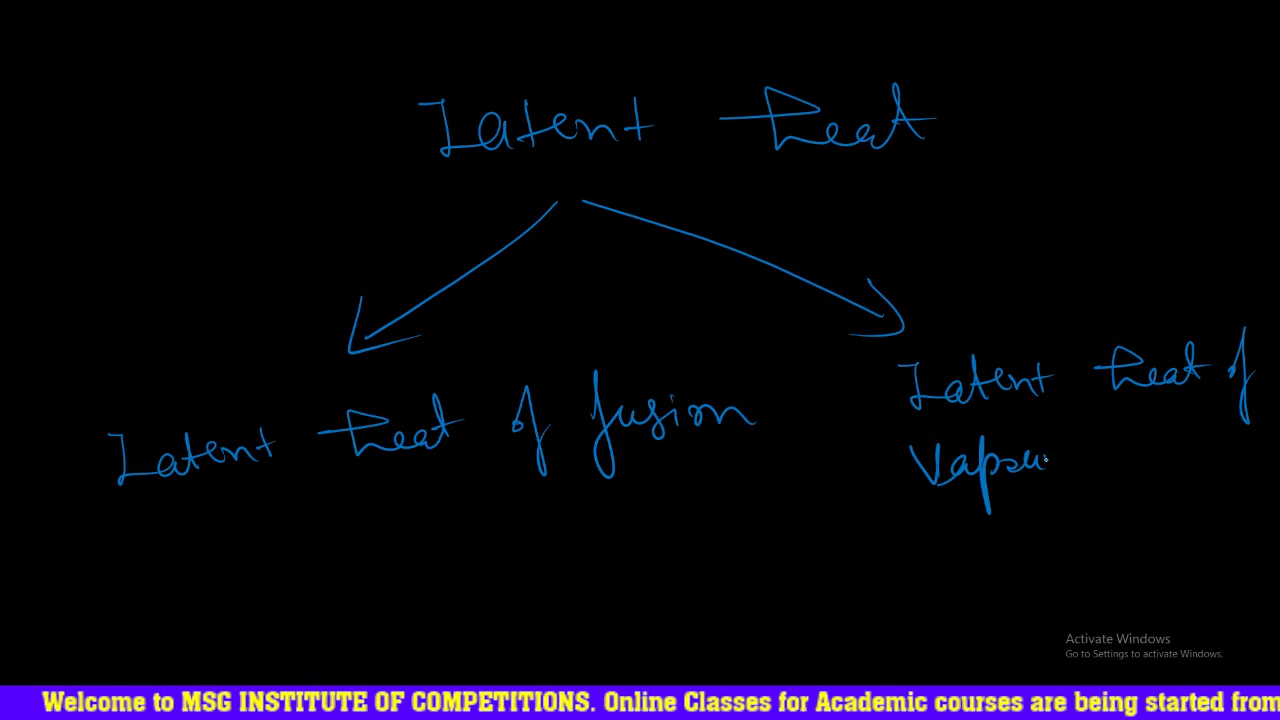 Latent heat
Latent heat of fusion
Latent heat of
Vapou
Activate Windows
Go to Settings to activate Windows.
Welcome to MSG INSTITUTE OF COMPETITIONS. Online Classes for Academic courses are being started from